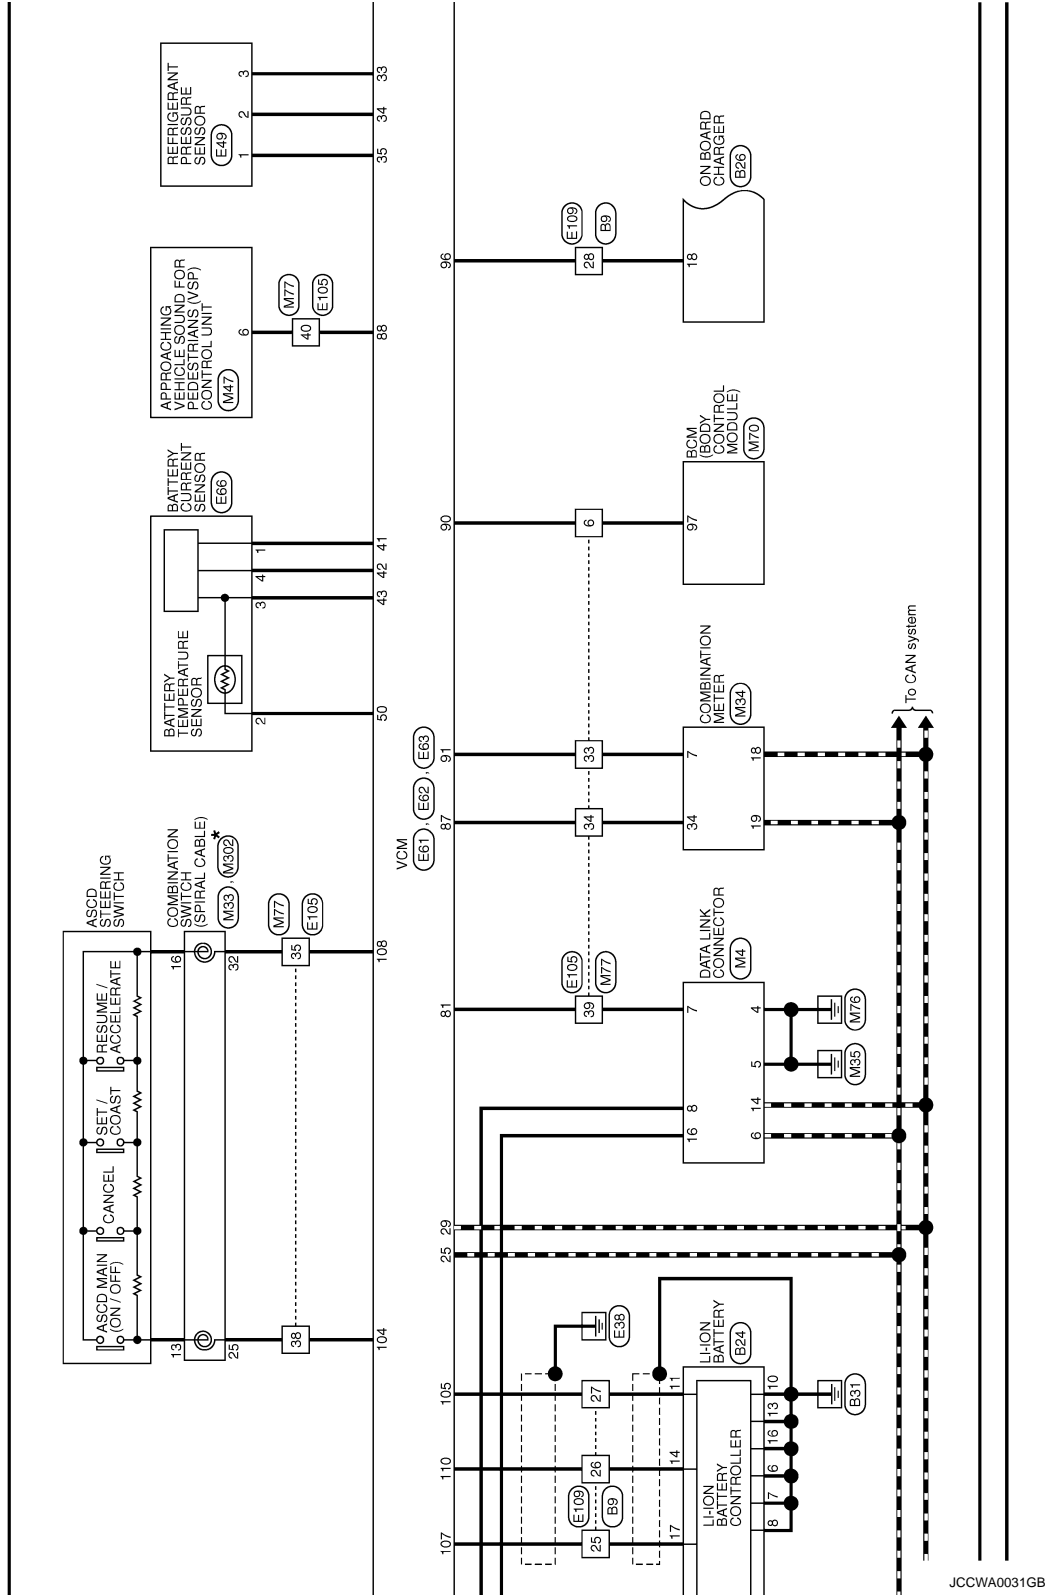 REFRIGERANT
PRESSURE
SENSOR
E49
3
2
1
33
34
35
APPROACHING
VEHICLE SOUND FOR
PEDESTRIANS (VSP)
CONTROL UNIT
M47
6
M77
E105
40
88
BATTERY
CURRENT
SENSOR
E66
1
4
3
2
41
42
43
50
BATTERY
TEMPERATURE
SENSOR
ASCD
STEERING
SWITCH
RESUME /
ACCELERATE
SET /
COAST
CANCEL
ASCD MAIN
(ON / OFF)
COMBINATION
SWITCH
(SPIRAL CABLE)
M33 , M302 *
16
32
13
25
M77
E105
35
38
108
104
VCM
E61 , E62 , E63
96
90
91
87
81
29
25
105
110
107
E109
B9
28
18
ON BOARD
CHARGER
B26
6
97
BCM
(BODY
CONTROL
MODULE)
M70
33
34
7
34
18
19
COMBINATION
METER
M34
To CAN system
E105
M77
39
DATA LINK
CONNECTOR
M4
7
8
16
4
5
14
6
M76
M35
E38
27
26
25
E109
B9
LI-ION
BATTERY
B24
11
14
17
LI-ION
BATTERY
CONTROLLER
10
13
16
6
7
8
B31
JCCWA0031GB